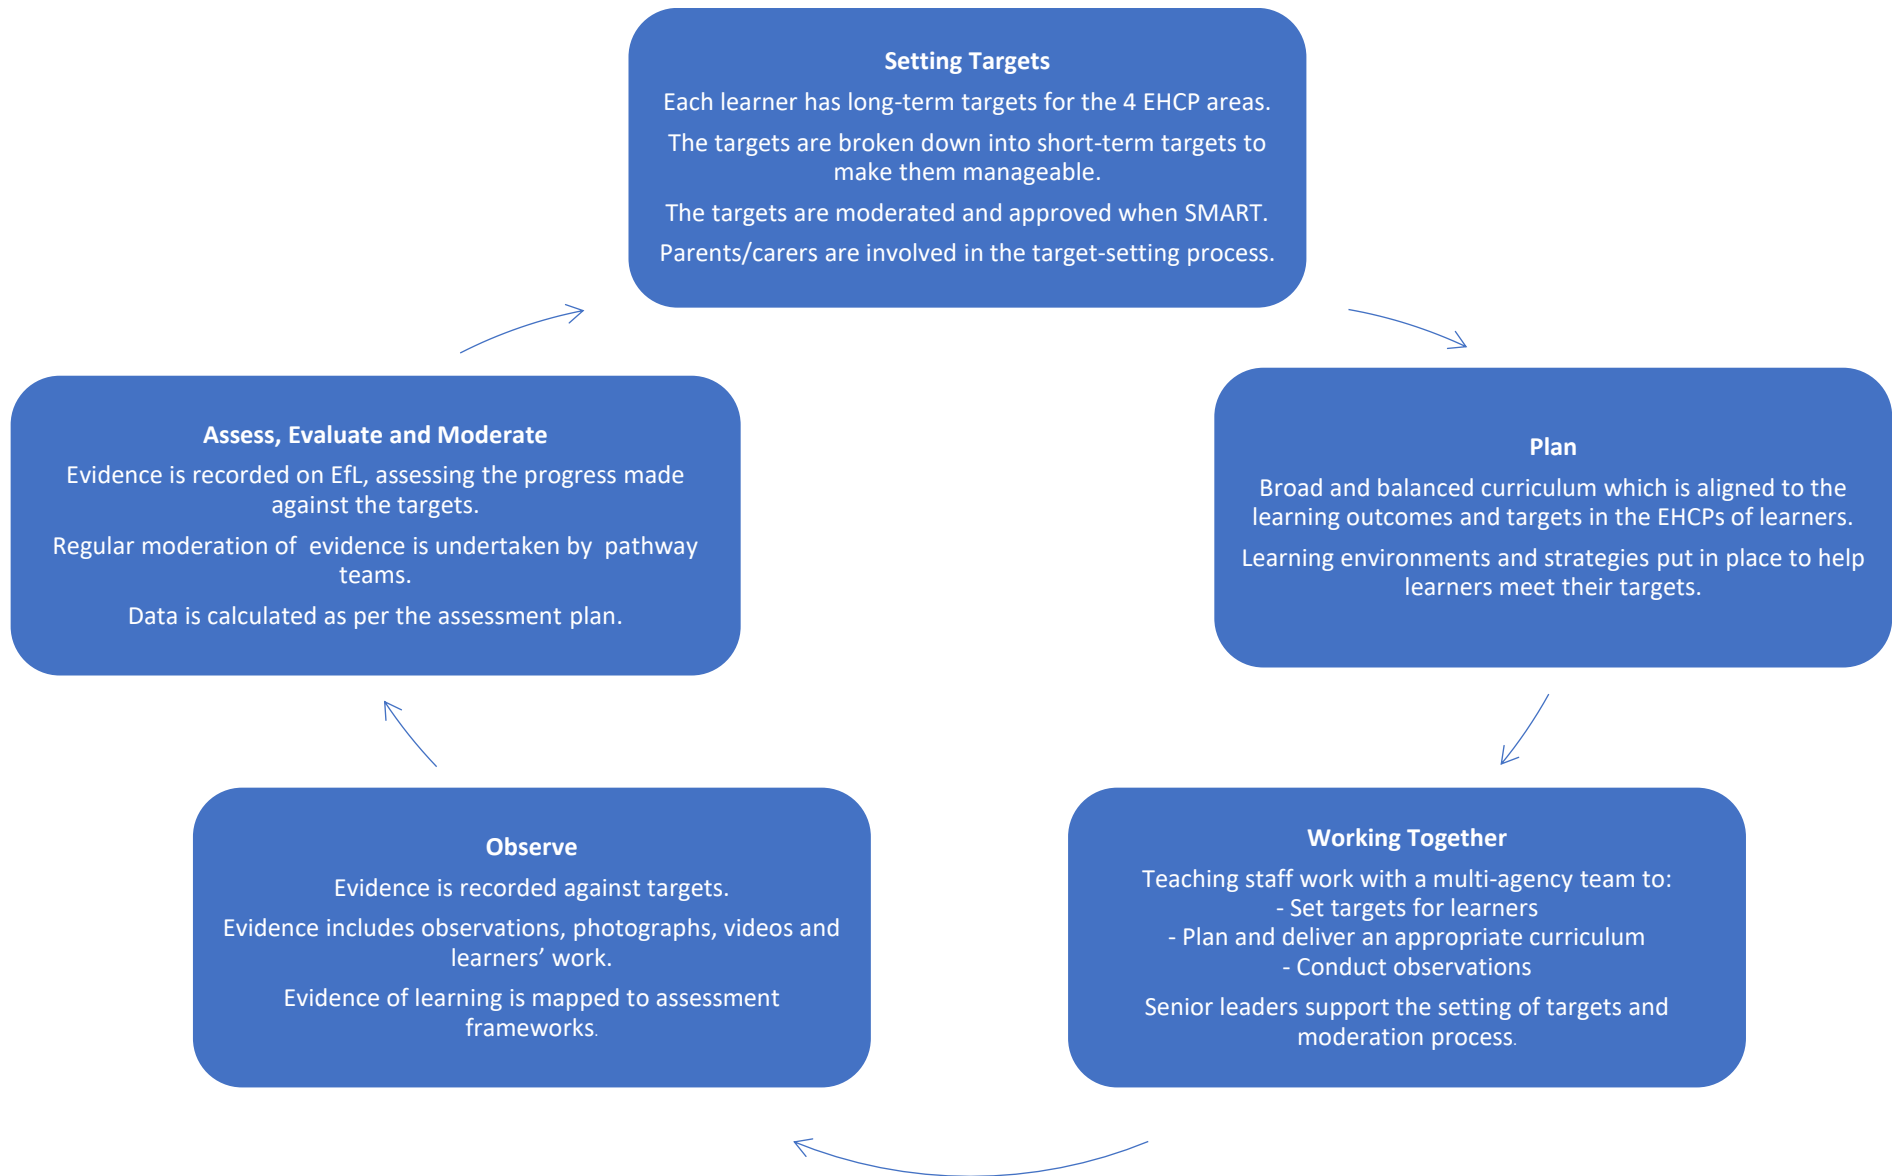 Setting Targets
Each learner has long-term targets for the 4 EHCP areas.
The targets are broken down into short-term targets to
make them manageable.
The targets are moderated and approved when SMART.
Parents/carers are involved in the target-setting process.
Plan
Broad and balanced curriculum which is aligned to the
learning outcomes and targets in the EHCPs of learners.
Learning environments and strategies put in place to help
learners meet their targets.
Working Together
Teaching staff work with a multi-agency team to:
- Set targets for learners
- Plan and deliver an appropriate curriculum
- Conduct observations
Senior leaders support the setting of targets and
moderation process.
Observe
Evidence is recorded against targets.
Evidence includes observations, photographs, videos and
learners’ work.
Evidence of learning is mapped to assessment
frameworks.
Assess, Evaluate and Moderate
Evidence is recorded on EfL, assessing the progress made
against the targets.
Regular moderation of evidence is undertaken by pathway
teams.
Data is calculated as per the assessment plan.